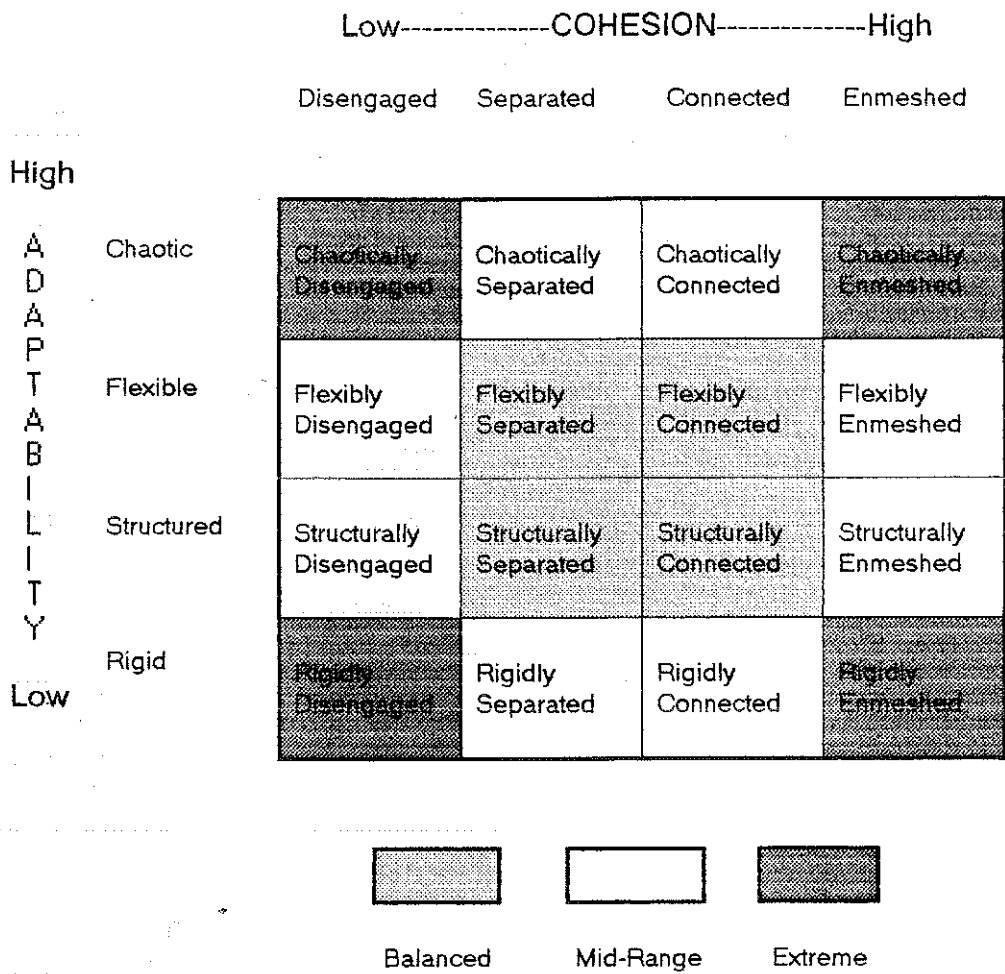 Low--------------COHESION--------------High
Disengaged Separated Connected Enmeshed
High
ADAPTABILITY
Chaotic
Chaotically Chaotically Chaotically Chaotically
Disengaged Separated Connected Enmeshed
Flexible
Flexibly Flexibly Flexibly Flexibly
Disengaged Separated Connected Enmeshed
Structured
Structurally Structurally Structurally Structurally
Disengaged Separated Connected Enmeshed
Rigid
Rigidly Rigidly Rigidly Rigidly
Disengaged Separated Connected Enmeshed
Low
Balanced Mid-Range Extreme